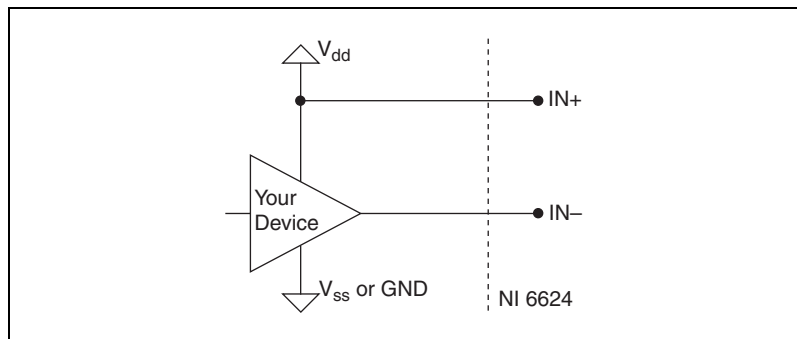 Vdd
IN+
Your
Device
IN–
Vss or GND
NI 6624